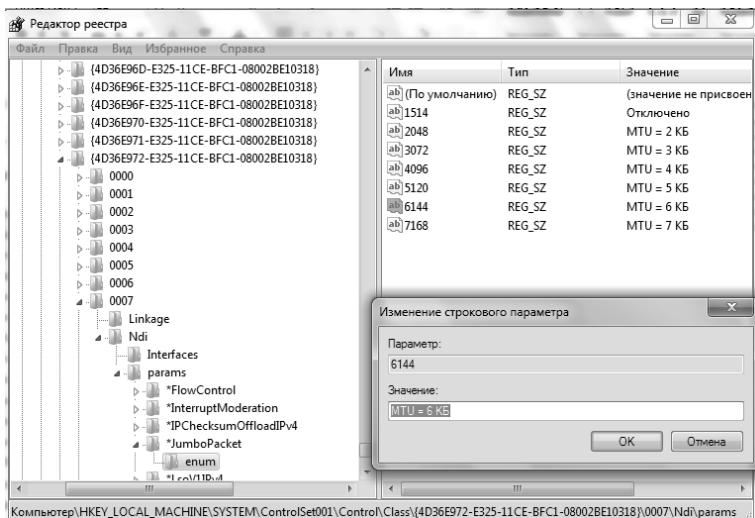 Редактор реестра
Файл Правка Вид Избранное Справка
{4D36E96D-E325-11CE-BFC1-08002BE10318}
{4D36E96E-E325-11CE-BFC1-08002BE10318}
{4D36E96F-E325-11CE-BFC1-08002BE10318}
{4D36E970-E325-11CE-BFC1-08002BE10318}
{4D36E971-E325-11CE-BFC1-08002BE10318}
{4D36E972-E325-11CE-BFC1-08002BE10318}
0000
0001
0002
0003
0004
0005
0006
0007
Linkage
Ndi
Interfaces
params
*FlowControl
*InterruptModeration
*IPChecksumOffloadIPv4
*JumboPacket
enum
*LsoV1IPv4
Имя Тип Значение
(По умолчанию) REG_SZ (значение не присвоен
1514 REG_SZ Отключено
2048 REG_SZ MTU = 2 КБ
3072 REG_SZ MTU = 3 КБ
4096 REG_SZ MTU = 4 КБ
5120 REG_SZ MTU = 5 КБ
6144 REG_SZ MTU = 6 КБ
7168 REG_SZ MTU = 7 КБ
Изменение строкового параметра
Параметр:
6144
Значение:
MTU = 6 КБ
OK Отмена
Компьютер\HKEY_LOCAL_MACHINE\SYSTEM\ControlSet001\Control\Class\{4D36E972-E325-11CE-BFC1-08002BE10318}\0007\Ndi\params